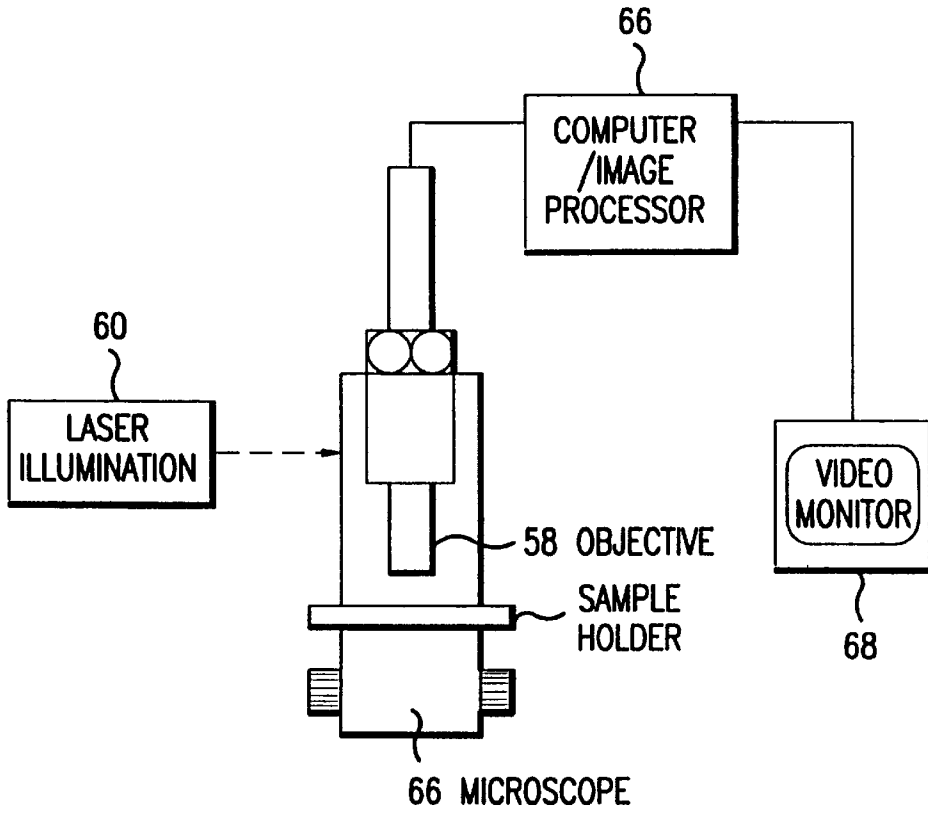 66
COMPUTER
/IMAGE
PROCESSOR
60
LASER
ILLUMINATION
VIDEO
MONITOR
58 OBJECTIVE
SAMPLE
HOLDER
68
66 MICROSCOPE